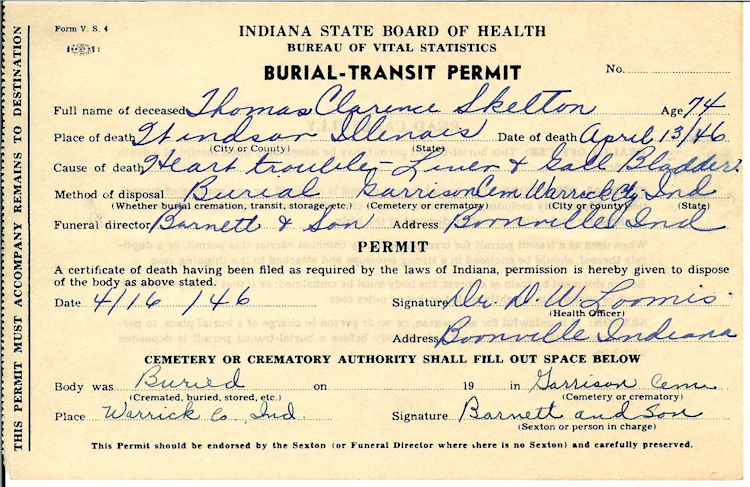 Form V. S. 4
INDIANA STATE BOARD OF HEALTH
BUREAU OF VITAL STATISTICS
BURIAL-TRANSIT PERMIT
No.
Full name of deceased Thomas Clarence Skelton Age 74
Place of death Windson Illenois Date of death April 13/46
(City or County) (State)
Cause of death Heart trouble - Liver & Gall Bladder
Method of disposal Burial Garrison Cem Warrick Co Ind
(Whether burial cremation, transit, storage, etc.) (Cemetery or crematory) (City or county) (State)
Funeral director Barnett & Son Address Boonville Ind
PERMIT
A certificate of death having been filed as required by the laws of Indiana, permission is hereby given to dispose
of the body as above stated.
Date 4/16 /46 Signature Dr. D. W. Loomis
(Health Officer)
Address Boonville Indiana
CEMETERY OR CREMATORY AUTHORITY SHALL FILL OUT SPACE BELOW
Body was Buried on 19 in Garrison Cem
(Cremated, buried, stored, etc.) (Cemetery or crematory)
Place Warrick Co, Ind. Signature Barnett and Son
(Sexton or person in charge)
This Permit should be endorsed by the Sexton (or Funeral Director where there is no Sexton) and carefully preserved.
THIS PERMIT MUST ACCOMPANY REMAINS TO DESTINATION